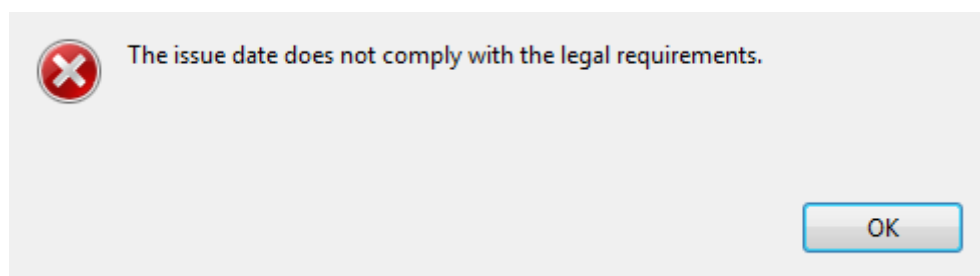 The issue date does not comply with the legal requirements.
OK